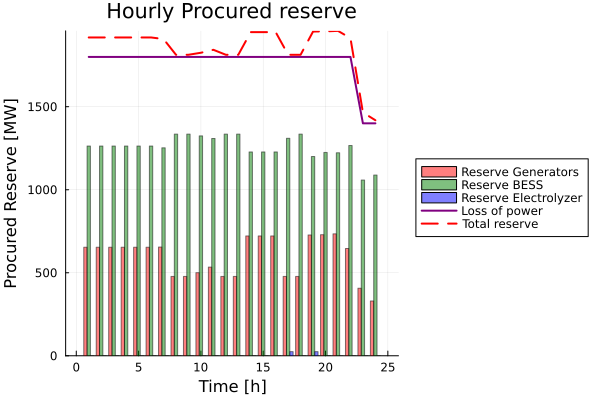 Hourly Procured reserve
Procured Reserve [MW]
1500
1000
500
0
0 5 10 15 20 25
Time [h]
Reserve Generators
Reserve BESS
Reserve Electrolyzer
Loss of power
Total reserve